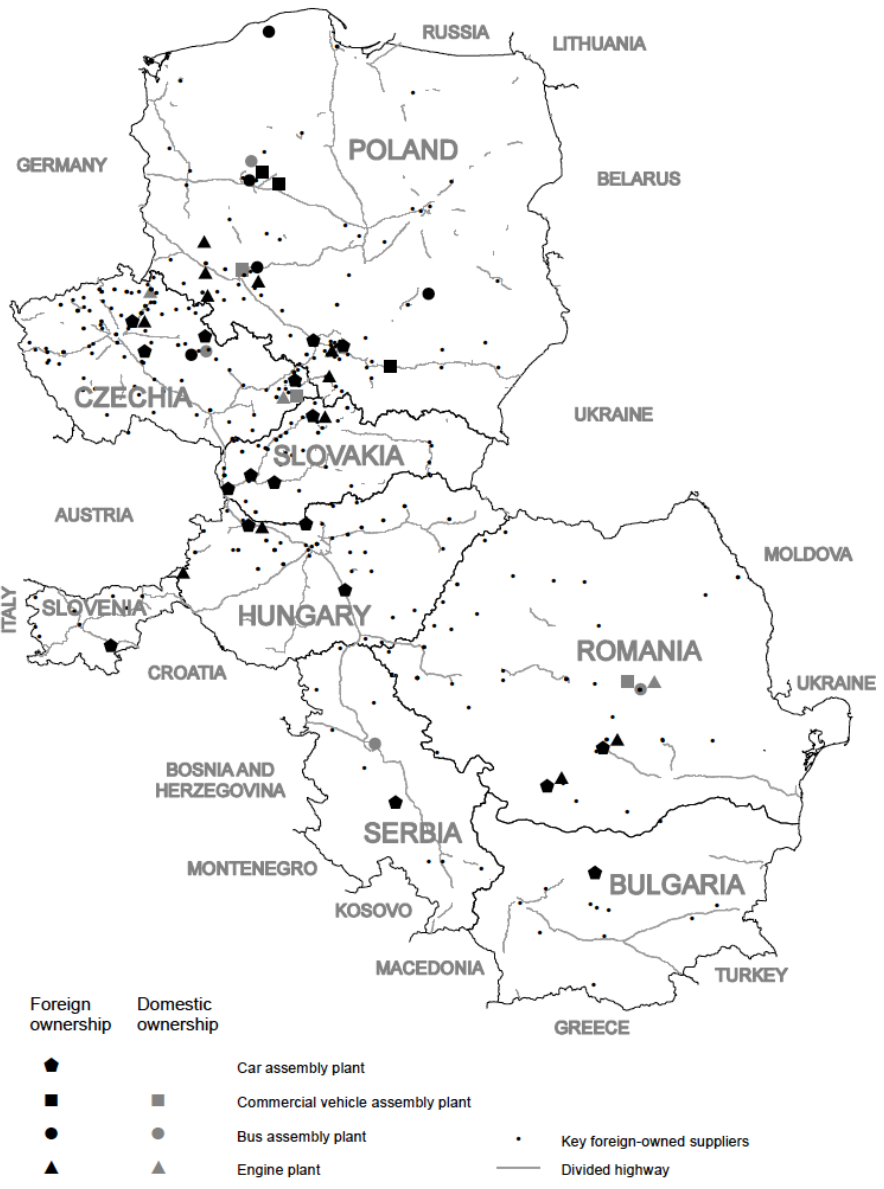 RUSSIA
LITHUANIA
POLAND
GERMANY
BELARUS
CZECHIA
UKRAINE
SLOVAKIA
AUSTRIA
MOLDOVA
ITALY
SLOVENIA
HUNGARY
ROMANIA
CROATIA
UKRAINE
BOSNIA AND
HERZEGOVINA
SERBIA
MONTENEGRO
BULGARIA
KOSOVO
MACEDONIA
TURKEY
GREECE
Foreign
ownership
Domestic
ownership
Car assembly plant
Commercial vehicle assembly plant
Bus assembly plant
Key foreign-owned suppliers
Engine plant
Divided highway